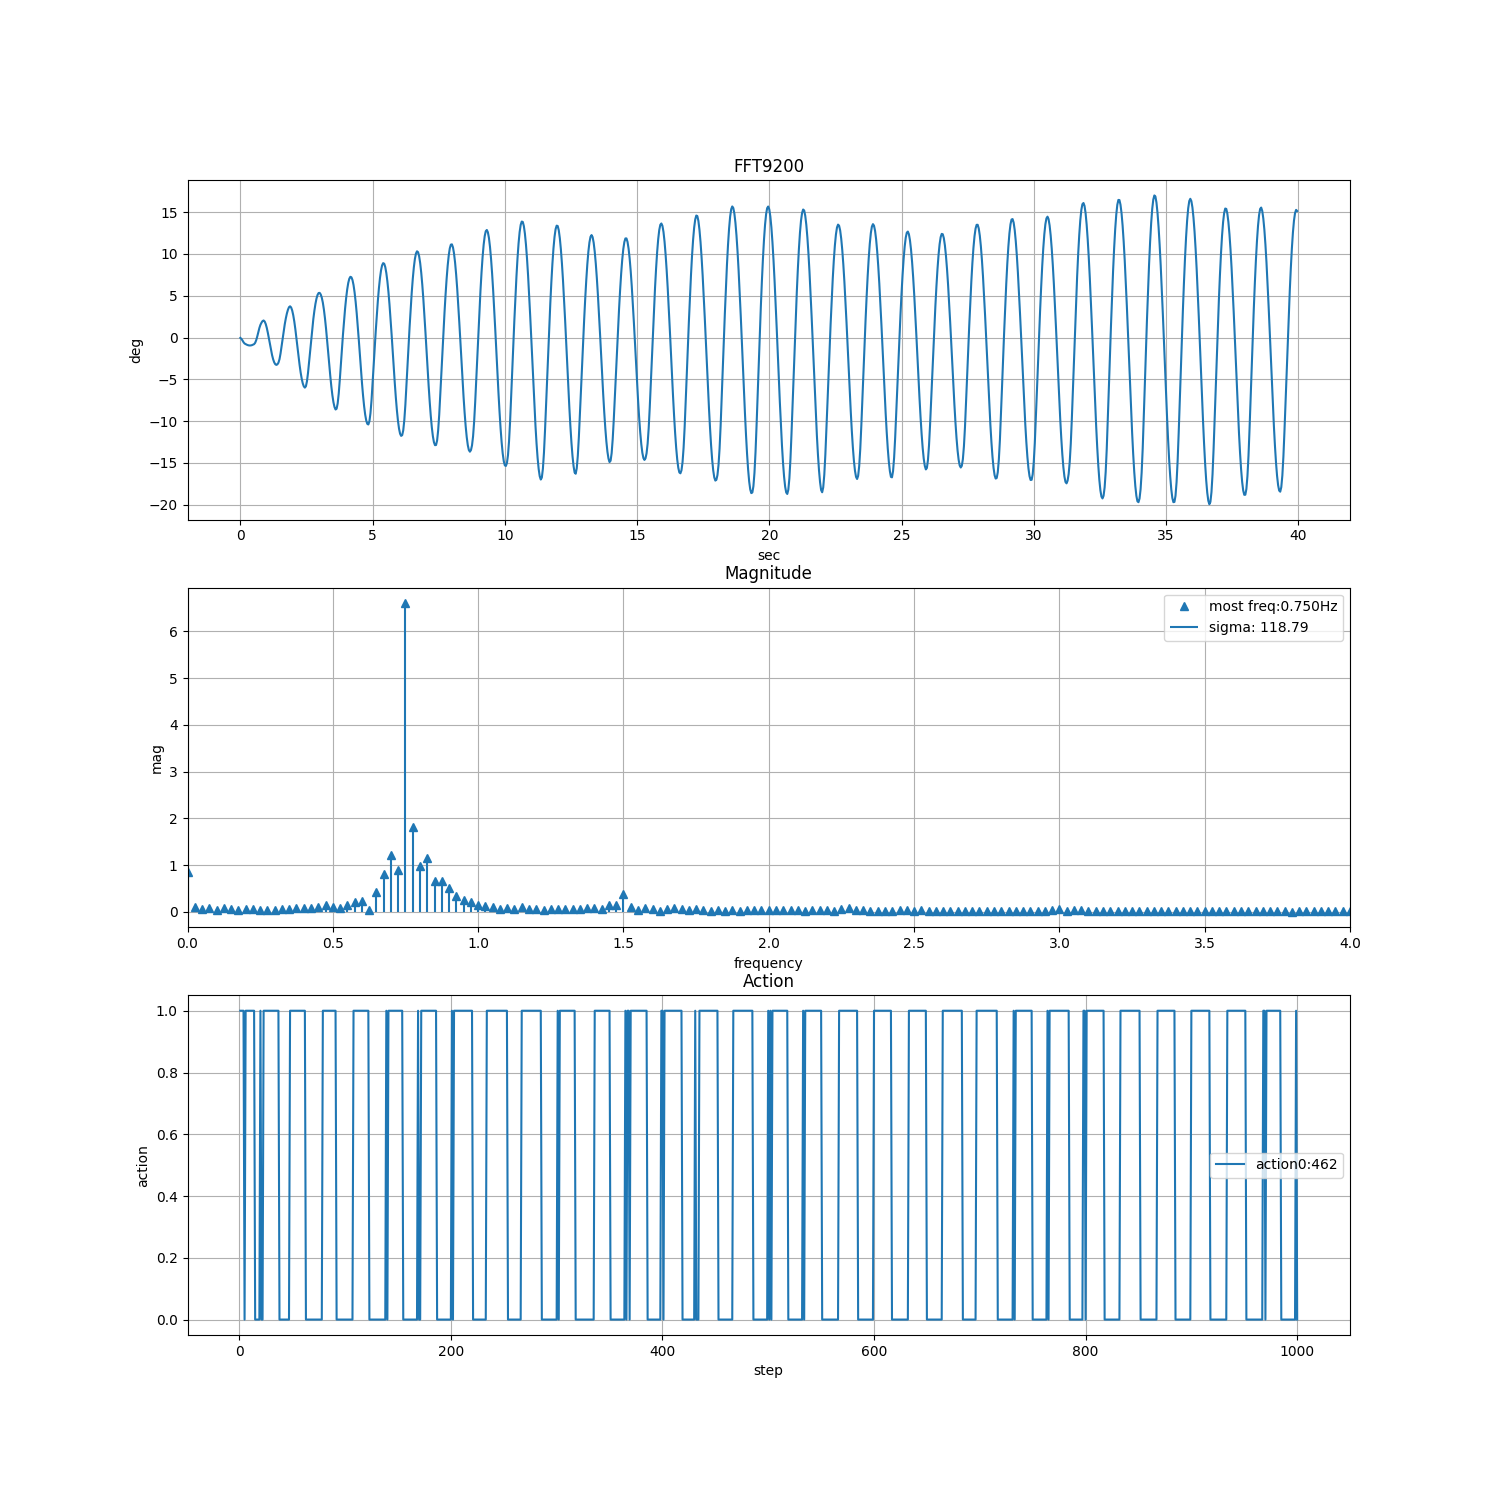 FFT9200
15
10
5
0
−5
−10
−15
−20
deg
0 5 10 15 20 25 30 35 40
sec
Magnitude
most freq:0.750Hz
sigma: 118.79
6
5
4
3
2
1
0
mag
0.0 0.5 1.0 1.5 2.0 2.5 3.0 3.5 4.0
frequency
Action
1.0
0.8
0.6
0.4
0.2
0.0
action
action0:462
0 200 400 600 800 1000
step